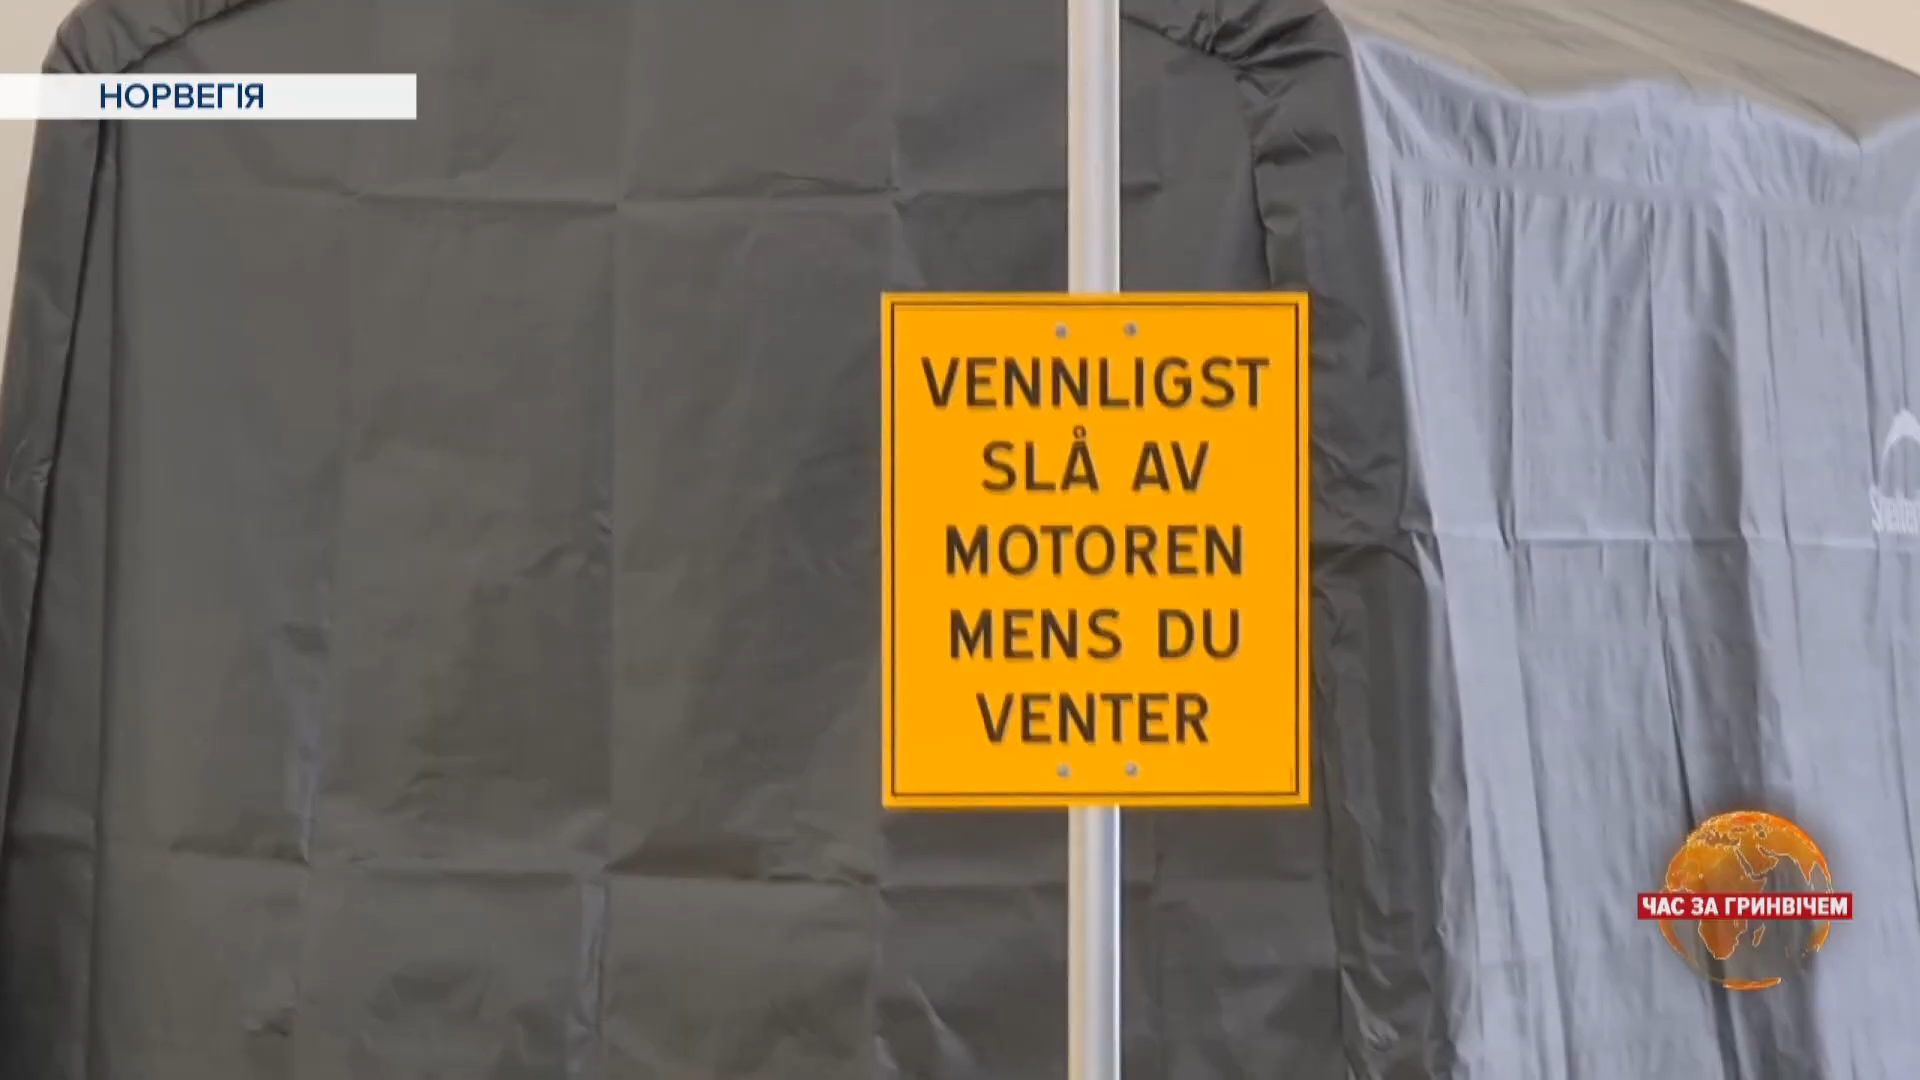 НОРВЕГІЯ
VENNLIGST
SLÅ AV
MOTOREN
MENS DU
VENTER
ЧАС ЗА ГРИНВІЧЕМ